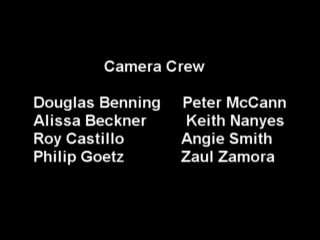 Camera Crew
Douglas Benning Peter McCann
Alissa Beckner Keith Nanyes
Roy Castillo Angie Smith
Philip Goetz Zaul Zamora